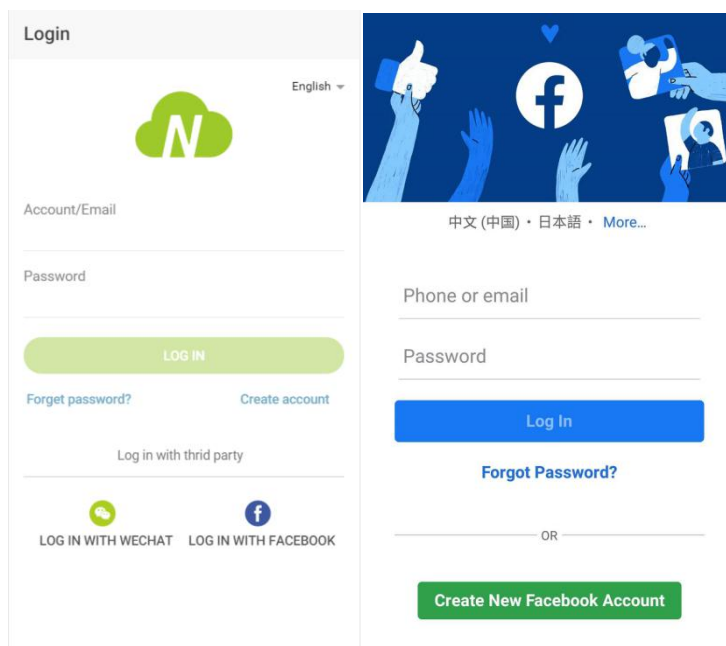 Login
English
N
Account/Email
Password
LOG IN
Forget password?
Create account
Log in with thrid party
LOG IN WITH WECHAT
LOG IN WITH FACEBOOK
f
中文 (中国) • 日本語 • More...
Phone or email
Password
Log In
Forgot Password?
OR
Create New Facebook Account